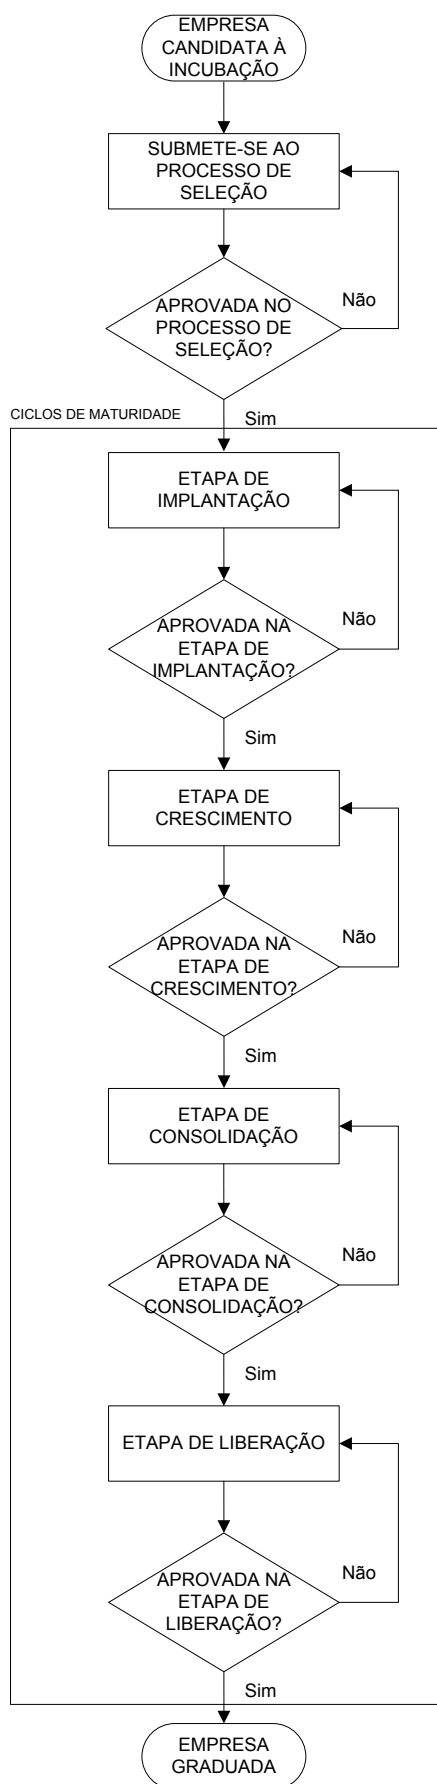 EMPRESA
CANDIDATA À
INCUBAÇÃO
SUBMETE-SE AO
PROCESSO DE
SELEÇÃO
APROVADA NO
PROCESSO DE
SELEÇÃO?
Não
Sim
CICLOS DE MATURIDADE
ETAPA DE
IMPLANTAÇÃO
APROVADA NA
ETAPA DE
IMPLANTAÇÃO?
Não
Sim
ETAPA DE
CRESCIMENTO
APROVADA NA
ETAPA DE
CRESCIMENTO?
Não
Sim
ETAPA DE
CONSOLIDAÇÃO
APROVADA NA
ETAPA DE
CONSOLIDAÇÃO?
Não
Sim
ETAPA DE LIBERAÇÃO
APROVADA NA
ETAPA DE
LIBERAÇÃO?
Não
Sim
EMPRESA
GRADUADA